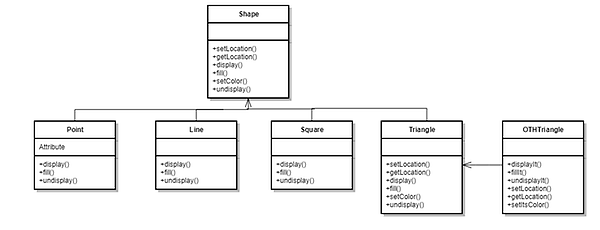 Shape
+setLocation()
+getLocation()
+display()
+fill()
+setColor()
+undisplay()
Point
Attribute
+display()
+fill()
+undisplay()
Line
+display()
+fill()
+undisplay()
Square
+display()
+fill()
+undisplay()
Triangle
+setLocation()
+getLocation()
+display()
+fill()
+setColor()
+undisplay()
OTHTriangle
+displayIt()
+fillIt()
+undisplayIt()
+setLocation()
+getLocation()
+setItsColor()